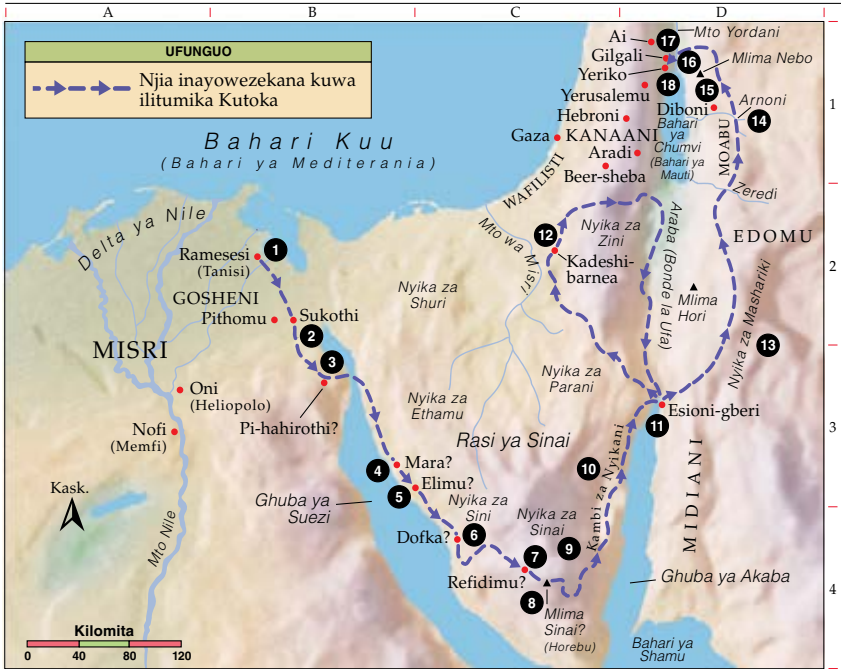 A B C D
UFUNGUO
Njia inayowezekana kuwa
ilitumika Kutoka
Bahari Kuu
(Bahari ya Mediterania)
Ai
Gilgali
Yeriko
Yerusalemu
Hebroni
Gaza
KANAANI
Aradi
Beer-sheba
WAFILISTI
17
16
18
15
14
Mto Yordani
Mlima Nebo
Diboni
Arnoni
Bahari
ya
Chumvi
(Bahari ya
Mauti)
MOABU
Zeredi
1
Delta ya Nile
Ramesesi
(Tanisi)
1
GOSHENI
Pithomu
Sukothi
2
MISRI
3
Pi-hahirothi?
Oni
(Heliopolo)
Nofi
(Memfi)
Mto Nile
Kask.
Nyika za
Shuri
Mto wa Misri
12
Kadeshi-
barnea
Nyika za
Zini
Araba (Bonde la Ufa)
EDOMU
Mlima
Hori
Nyika za Mashariki
13
2
Nyika za
Ethamu
Nyika za
Parani
Rasi ya Sinai
Esioni-gberi
11
3
10
Kambi za Nyikani
MIDIANI
4
Mara?
5
Elimu?
Ghuba ya
Suezi
Nyika za
Sini
Dofka?
6
Nyika za
Sinai
7
9
Refidimu?
8
Mlima
Sinai?
(Horebu)
Ghuba ya Akaba
Bahari ya
Shamu
4
Kilomita
0 40 80 120